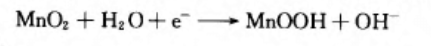 MnO₂ + H₂O + e⁻ ⟶ MnOOH + OH⁻